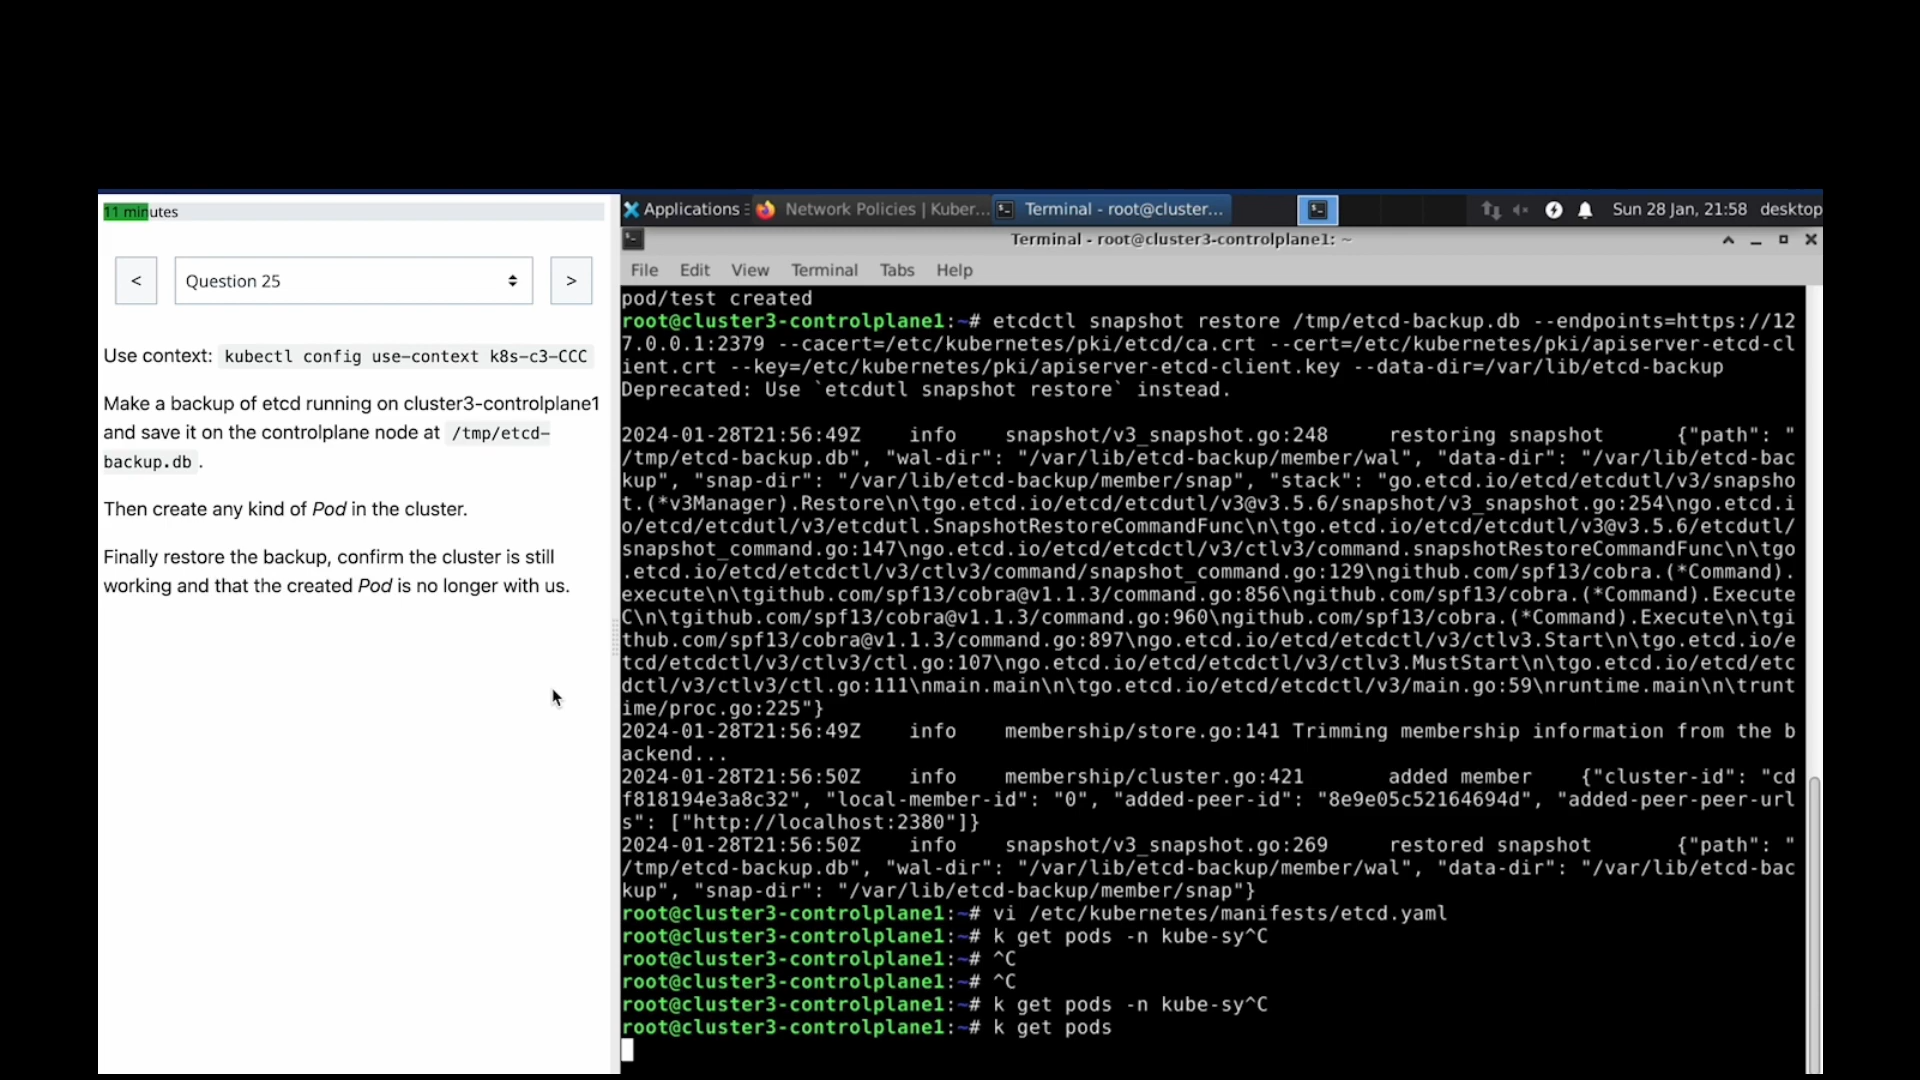 11 minutes
<
Question 25
>
Use context: kubectl config use-context k8s-c3-CCC
Make a backup of etcd running on cluster3-controlplane1
and save it on the controlplane node at /tmp/etcd-
backup.db .
Then create any kind of Pod in the cluster.
Finally restore the backup, confirm the cluster is still
working and that the created Pod is no longer with us.
Applications
Network Policies | Kuber...
Terminal - root@cluster...
Sun 28 Jan, 21:58
desktop
Terminal - root@cluster3-controlplane1: ~
File Edit View Terminal Tabs Help
pod/test created
root@cluster3-controlplane1:~# etcdctl snapshot restore /tmp/etcd-backup.db --endpoints=https://12
7.0.0.1:2379 --cacert=/etc/kubernetes/pki/etcd/ca.crt --cert=/etc/kubernetes/pki/apiserver-etcd-cl
ient.crt --key=/etc/kubernetes/pki/apiserver-etcd-client.key --data-dir=/var/lib/etcd-backup
Deprecated: Use `etcdutl snapshot restore` instead.
2024-01-28T21:56:49Z    info    snapshot/v3_snapshot.go:248     restoring snapshot      {"path": "
/tmp/etcd-backup.db", "wal-dir": "/var/lib/etcd-backup/member/wal", "data-dir": "/var/lib/etcd-bac
kup", "snap-dir": "/var/lib/etcd-backup/member/snap", "stack": "go.etcd.io/etcd/etcdutl/v3/snapsho
t.(*v3Manager).Restore\n\tgo.etcd.io/etcd/etcdutl/v3@v3.5.6/snapshot/v3_snapshot.go:254\ngo.etcd.i
o/etcd/etcdutl/v3/etcdutl.SnapshotRestoreCommandFunc\n\tgo.etcd.io/etcd/etcdutl/v3@v3.5.6/etcdutl/
snapshot_command.go:147\ngo.etcd.io/etcd/etcdctl/v3/ctlv3/command.snapshotRestoreCommandFunc\n\tgo
.etcd.io/etcd/etcdctl/v3/ctlv3/command/snapshot_command.go:129\ngithub.com/spf13/cobra.(*Command).
execute\n\tgithub.com/spf13/cobra@v1.1.3/command.go:856\ngithub.com/spf13/cobra.(*Command).Execute
C\n\tgithub.com/spf13/cobra@v1.1.3/command.go:960\ngithub.com/spf13/cobra.(*Command).Execute\n\tgi
thub.com/spf13/cobra@v1.1.3/command.go:897\ngo.etcd.io/etcd/etcdctl/v3/ctlv3.Start\n\tgo.etcd.io/e
tcd/etcdctl/v3/ctlv3/ctl.go:107\ngo.etcd.io/etcd/etcdctl/v3/ctlv3.MustStart\n\tgo.etcd.io/etcd/etc
dctl/v3/ctlv3/ctl.go:111\nmain.main\n\tgo.etcd.io/etcd/etcdctl/v3/main.go:59\nruntime.main\n\trunt
ime/proc.go:225"}
2024-01-28T21:56:49Z    info    membership/store.go:141 Trimming membership information from the b
ackend...
2024-01-28T21:56:50Z    info    membership/cluster.go:421       added member    {"cluster-id": "cd
f818194e3a8c32", "local-member-id": "0", "added-peer-id": "8e9e05c52164694d", "added-peer-peer-url
s": ["http://localhost:2380"]}
2024-01-28T21:56:50Z    info    snapshot/v3_snapshot.go:269     restored snapshot       {"path": "
/tmp/etcd-backup.db", "wal-dir": "/var/lib/etcd-backup/member/wal", "data-dir": "/var/lib/etcd-bac
kup", "snap-dir": "/var/lib/etcd-backup/member/snap"}
root@cluster3-controlplane1:~# vi /etc/kubernetes/manifests/etcd.yaml
root@cluster3-controlplane1:~# k get pods -n kube-sy^C
root@cluster3-controlplane1:~# ^C
root@cluster3-controlplane1:~# ^C
root@cluster3-controlplane1:~# k get pods -n kube-sy^C
root@cluster3-controlplane1:~# k get pods